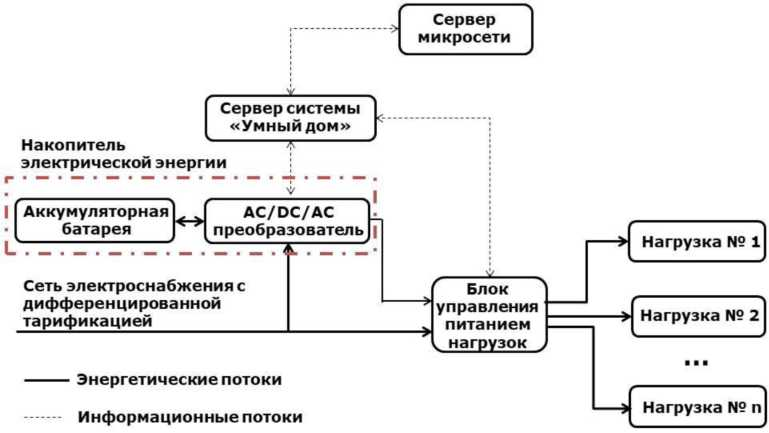 Сервер
микросети
Сервер системы
«Умный дом»
Накопитель
электрической энергии
Аккумуляторная
батарея
AC/DC/AC
преобразователь
Нагрузка № 1
Сеть электроснабжения с
дифференцированной
тарификацией
Блок
управления
питанием
нагрузок
Нагрузка № 2
...
Нагрузка № n
Энергетические потоки
Информационные потоки